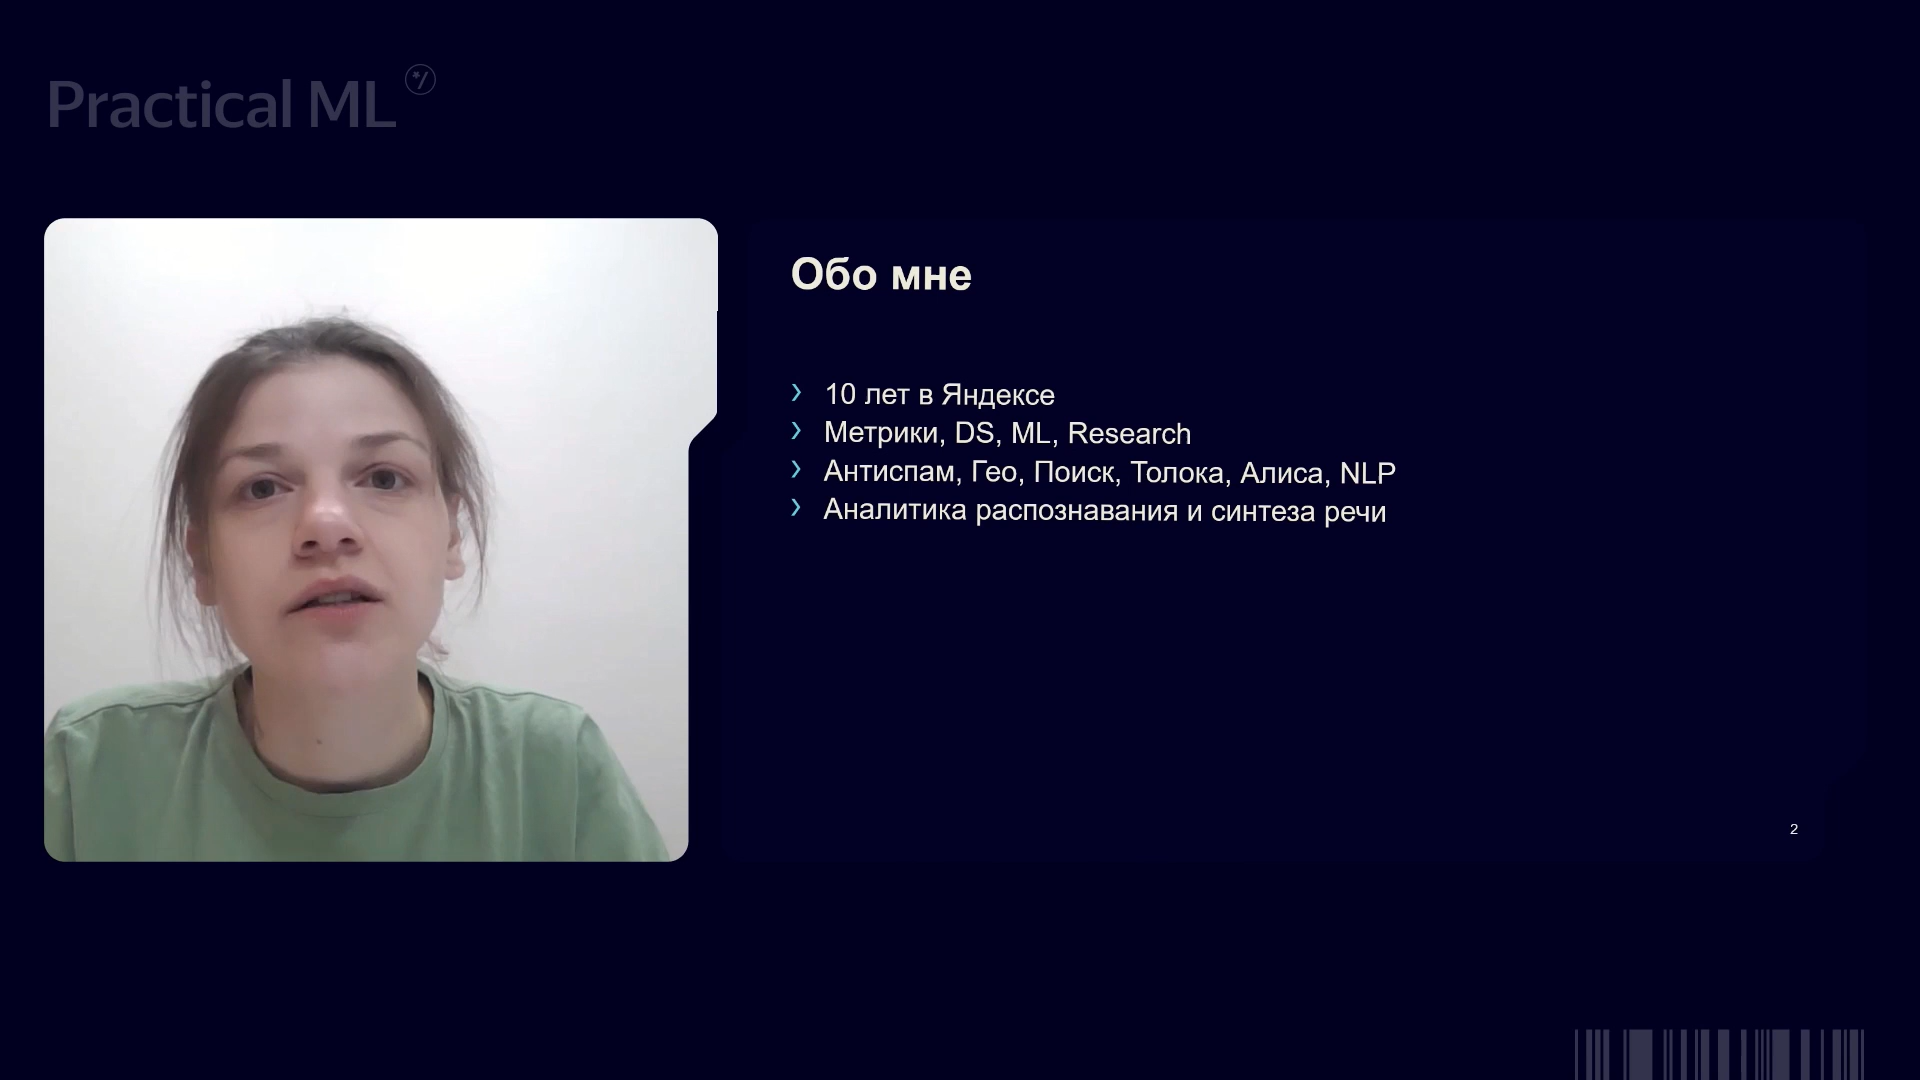 Practical ML
Обо мне
10 лет в Яндексе
Метрики, DS, ML, Research
Антиспам, Гео, Поиск, Толока, Алиса, NLP
Аналитика распознавания и синтеза речи
2